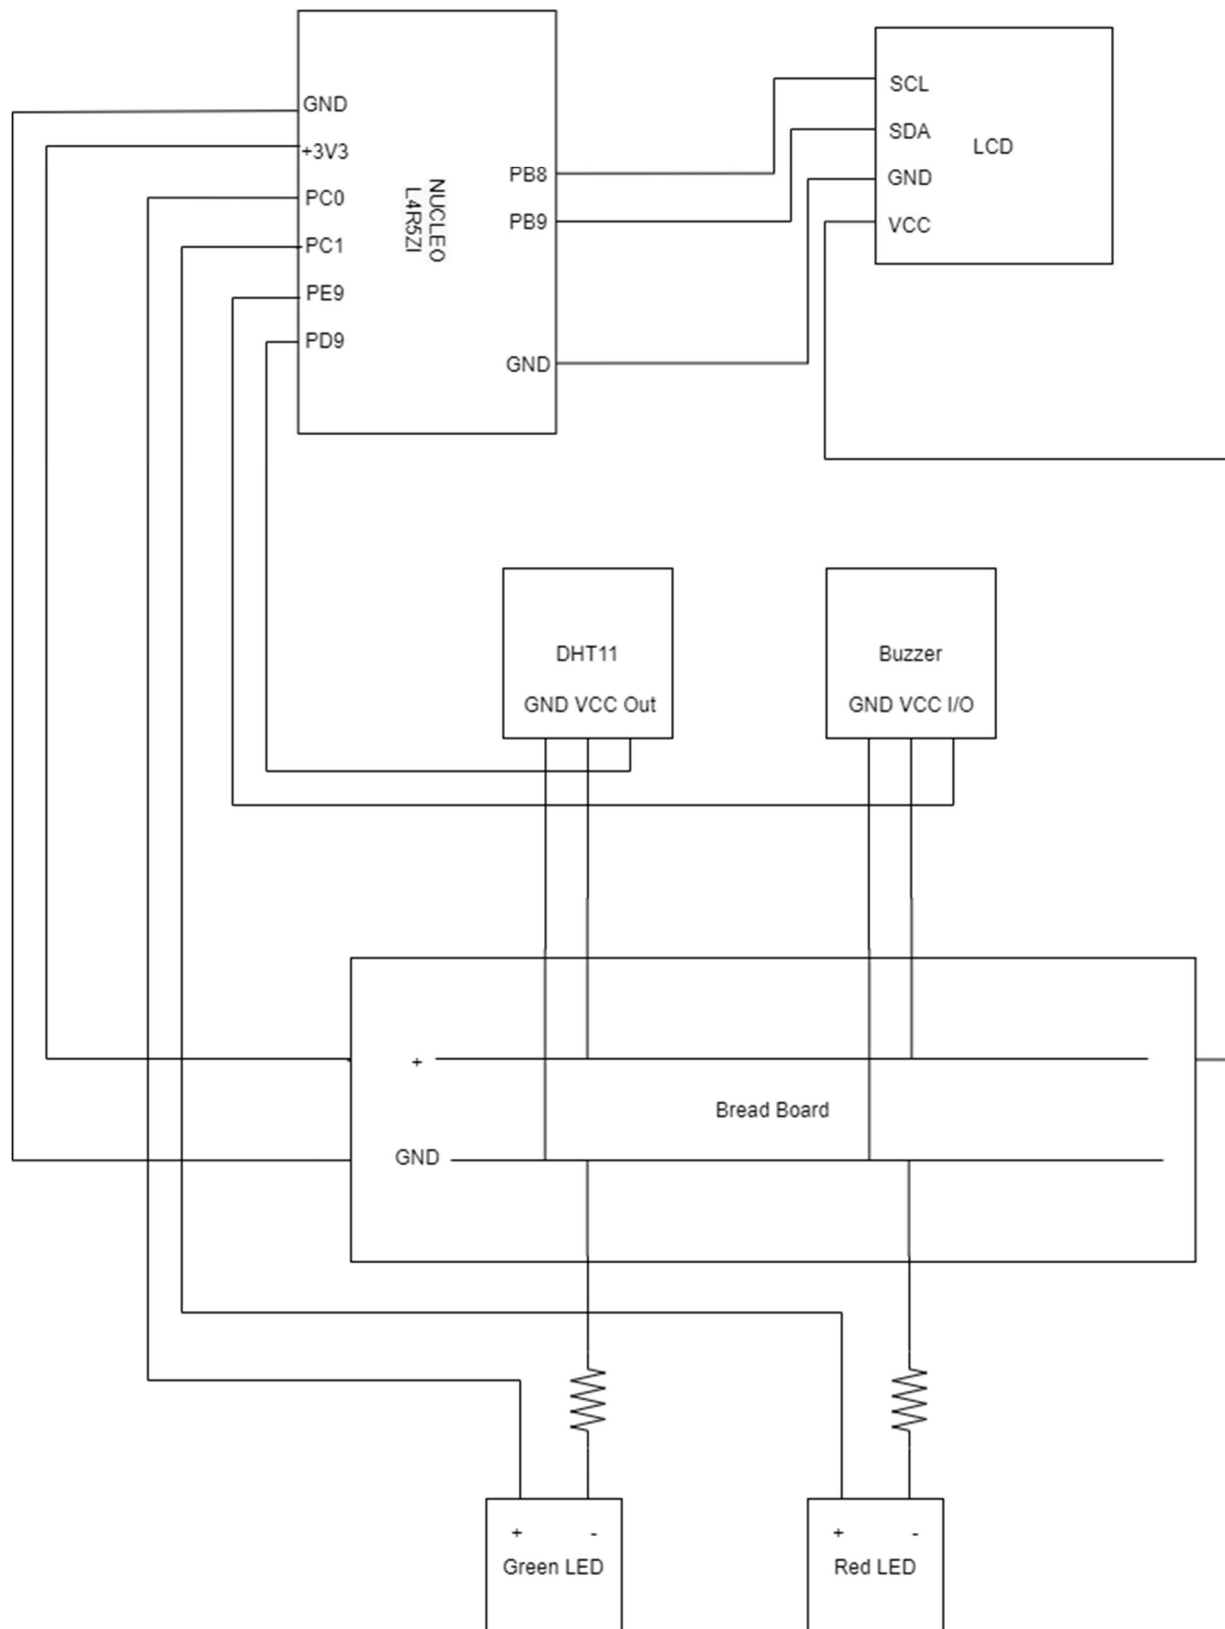 GND
+3V3
PC0
PC1
PE9
PD9
NUCLEO
L4R5ZI
PB8
PB9
GND
SCL
SDA
GND
VCC
LCD
DHT11
GND VCC Out
Buzzer
GND VCC I/O
+
Bread Board
GND
+ -
Green LED
+ -
Red LED